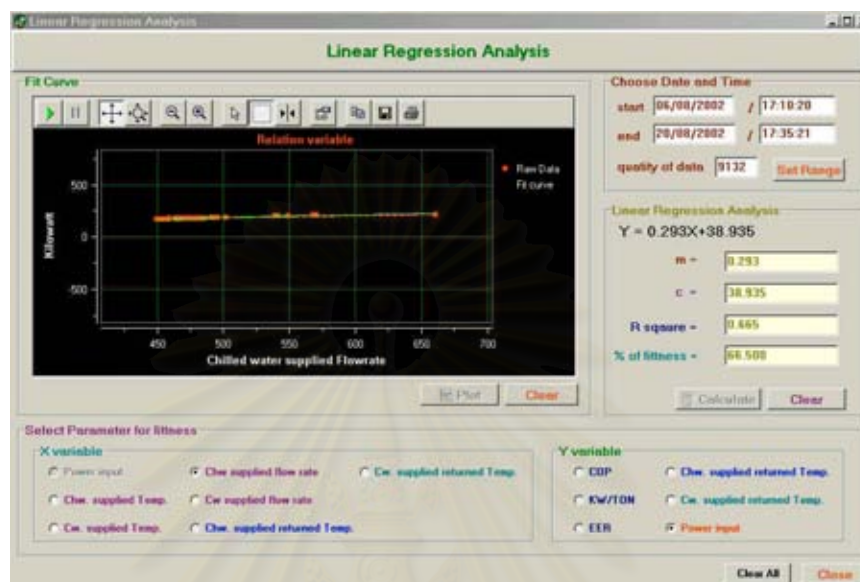 Linear Regression Analysis
Linear Regression Analysis
Fit Curve
Relation variable
Raw Data
Fit curve
Kilowatt
500
0
-500
450 500 550 600 650 700
Chilled water supplied Flowrate
Plot Clear
Choose Date and Time
start 06/08/2002 / 17:10:20
end 20/08/2002 / 17:35:21
quality of data 9132 Set Range
Linear Regression Analysis
Y = 0.293X+38.935
m = 0.293
c = 38.935
R sqaure = 0.665
% of fittness = 66.508
Calculate Clear
Select Parameter for fittness
X variable
Power input
Chw supplied flow rate
Cw. supplied returned Temp.
Chw. supplied Temp.
Cw supplied flow rate
Cw. supplied Temp.
Chw. supplied returned Temp.
Y variable
COP
Chw. supplied returned Temp.
KW/TON
Cw. supplied returned Temp.
EER
Power input
Clear All Close